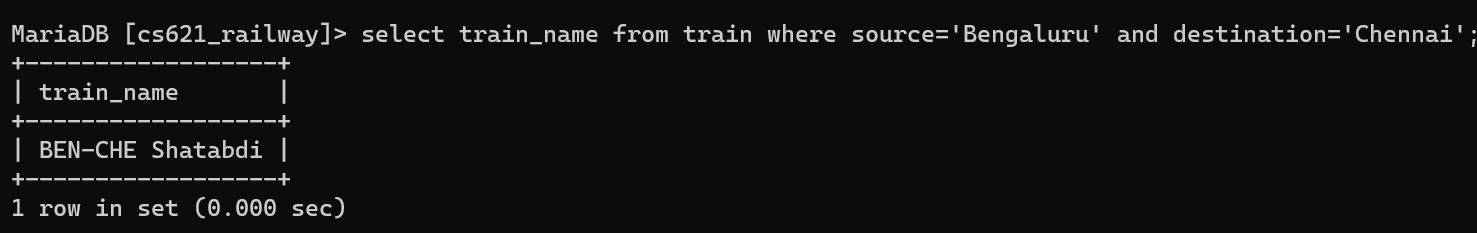 MariaDB [cs621_railway]> select train_name from train where source='Bengaluru' and destination='Chennai';
+-----------------+
| train_name      |
+-----------------+
| BEN-CHE Shatabdi |
+-----------------+
1 row in set (0.000 sec)